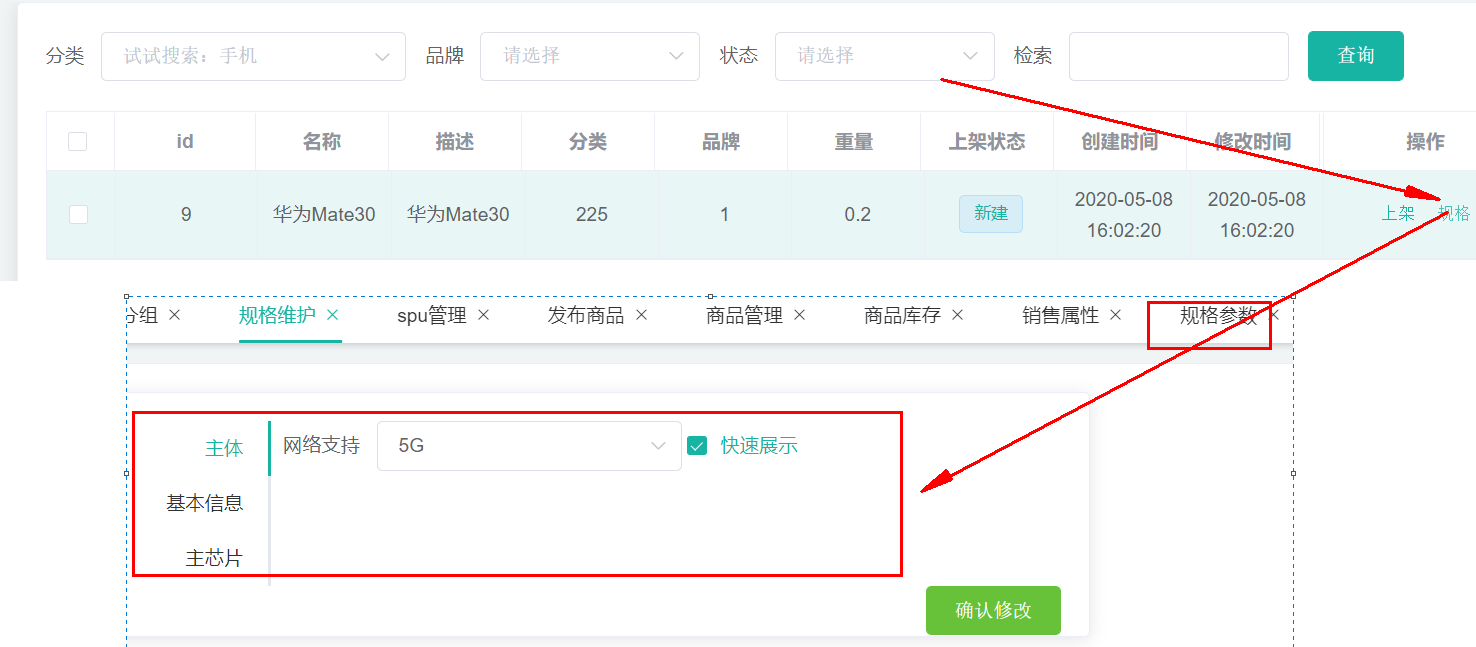 分类 试试搜索：手机 品牌 请选择 状态 请选择 检索 查询
id 名称 描述 分类 品牌 重量 上架状态 创建时间 修改时间 操作
9 华为Mate30 华为Mate30 225 1 0.2 新建 2020-05-08 16:02:20 2020-05-08 16:02:20 上架 规格
分组 × 规格维护 × spu管理 × 发布商品 × 商品管理 × 商品库存 × 销售属性 × 规格参数 ×
主体 网络支持 5G 快速展示
基本信息
主芯片
确认修改